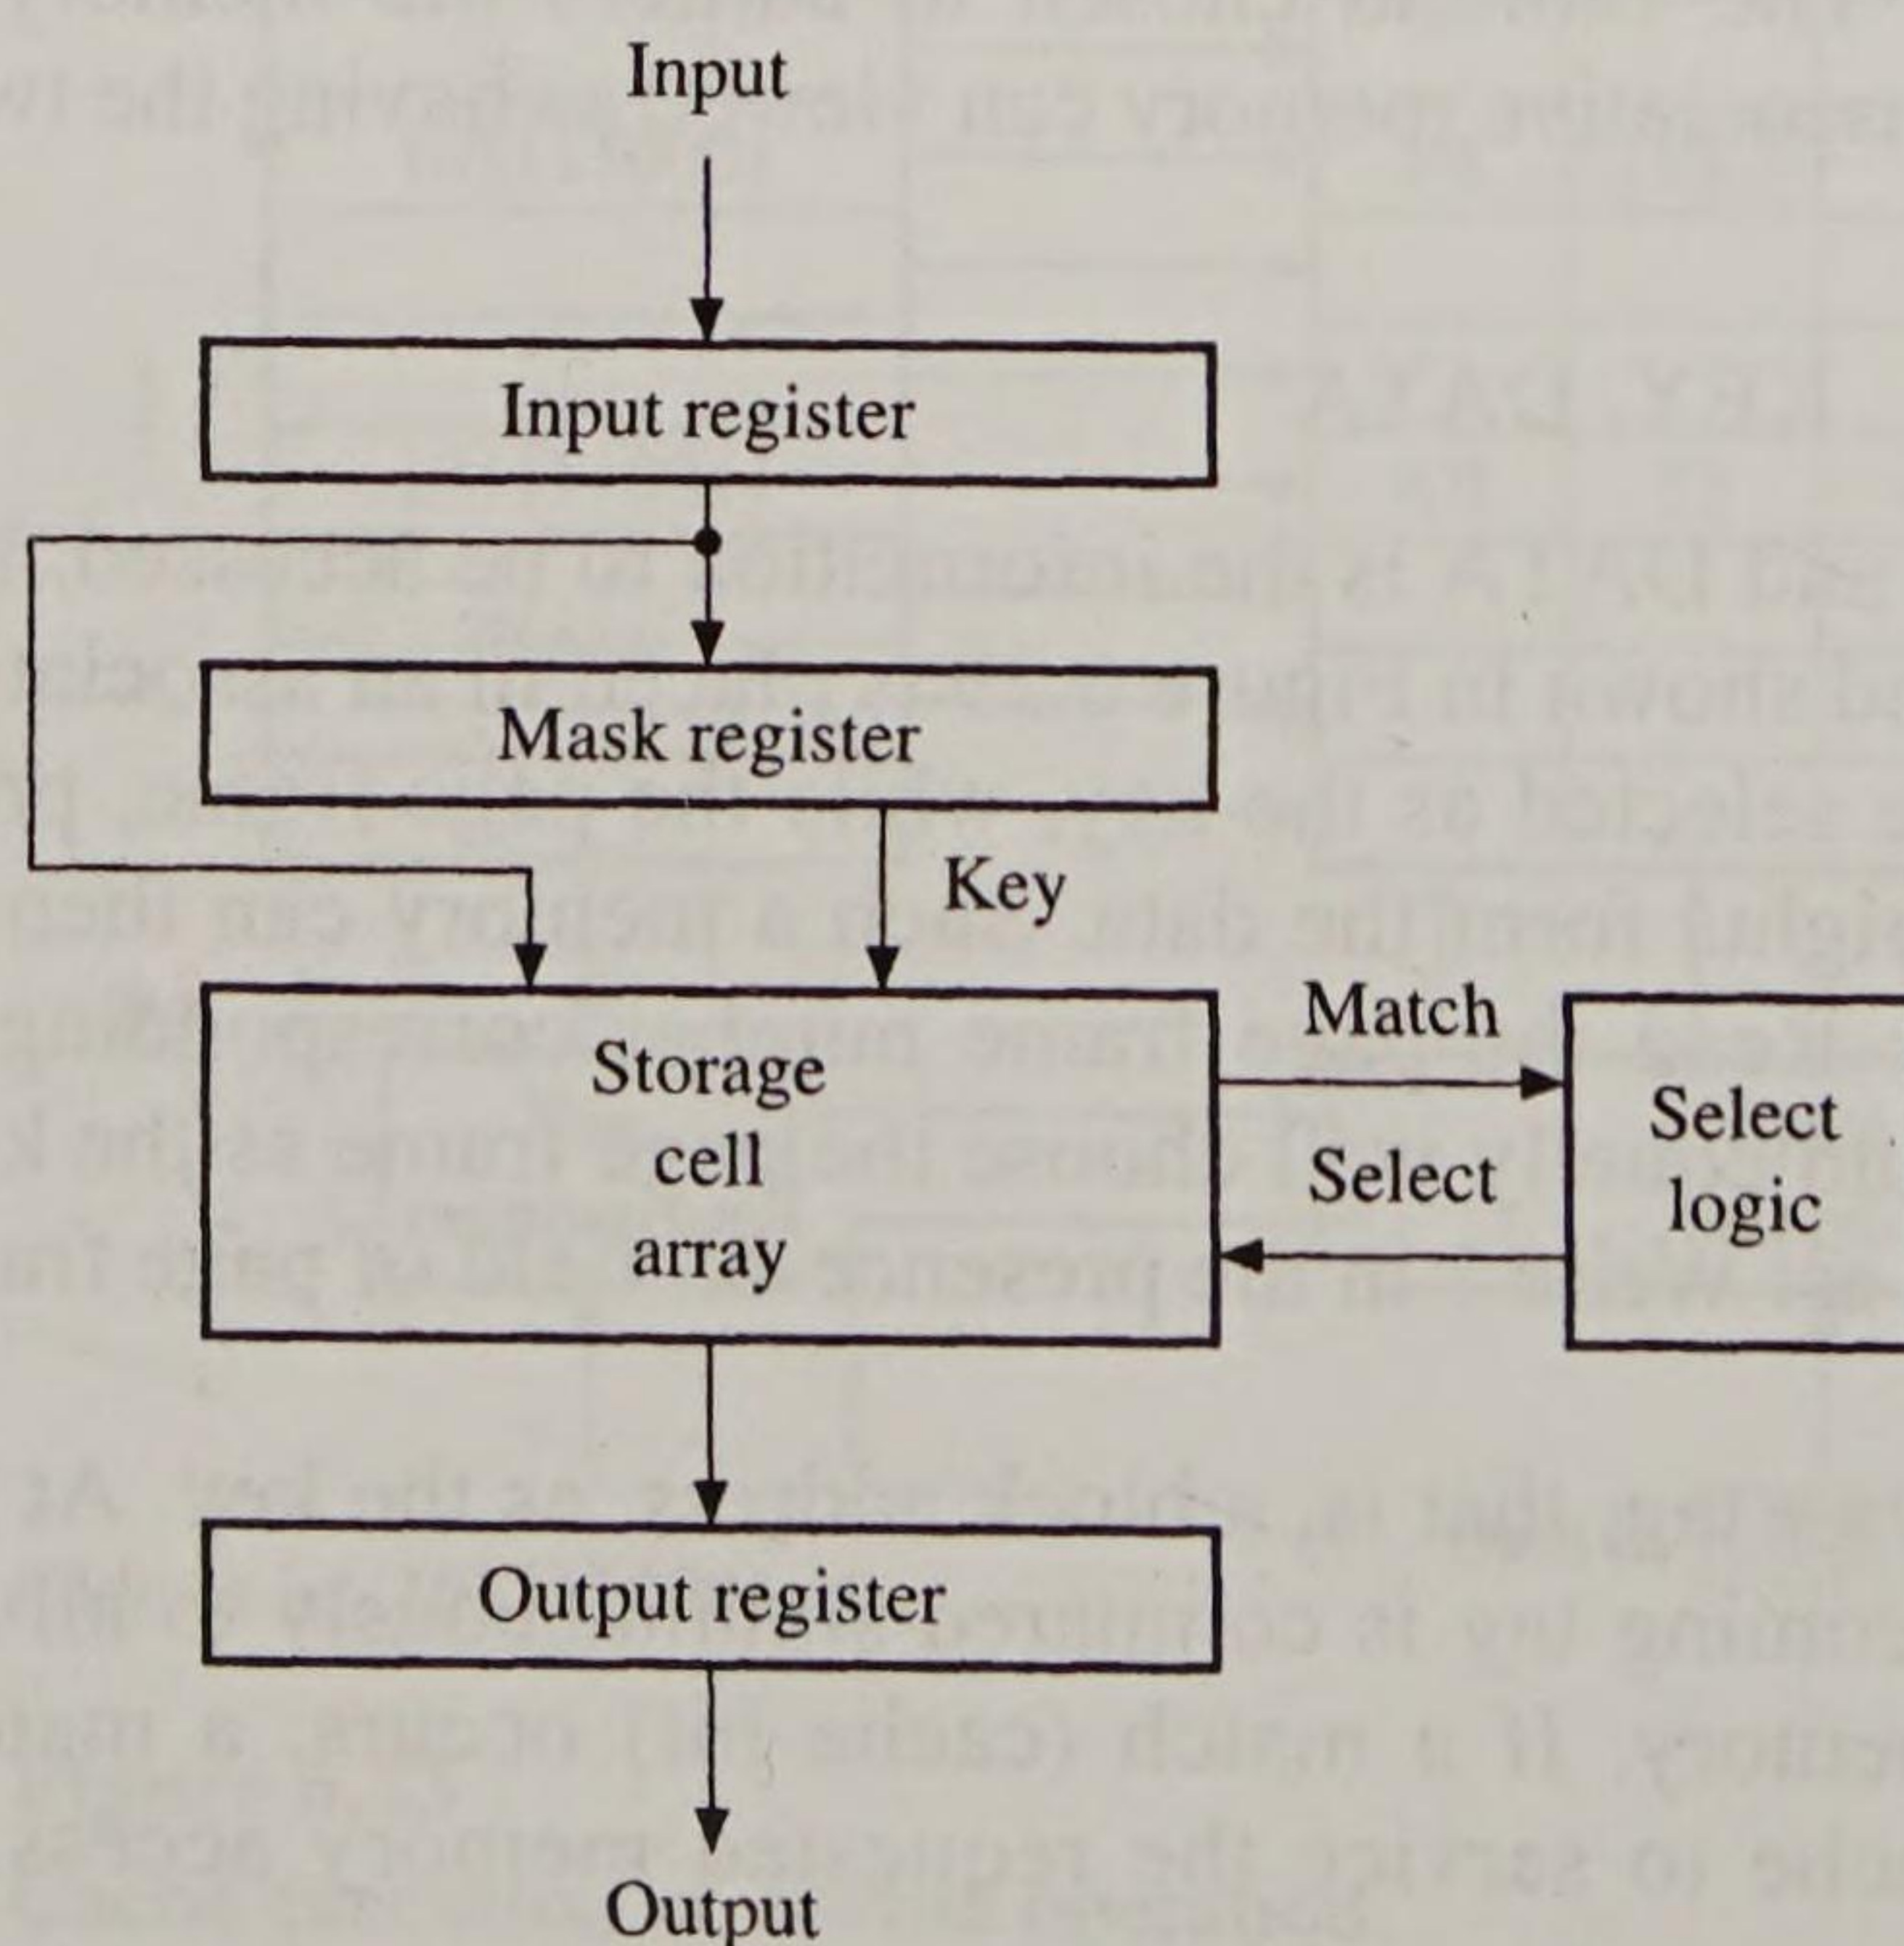 Input
Input register
Mask register
Key
Storage
cell
array
Match
Select
Select
logic
Output register
Output